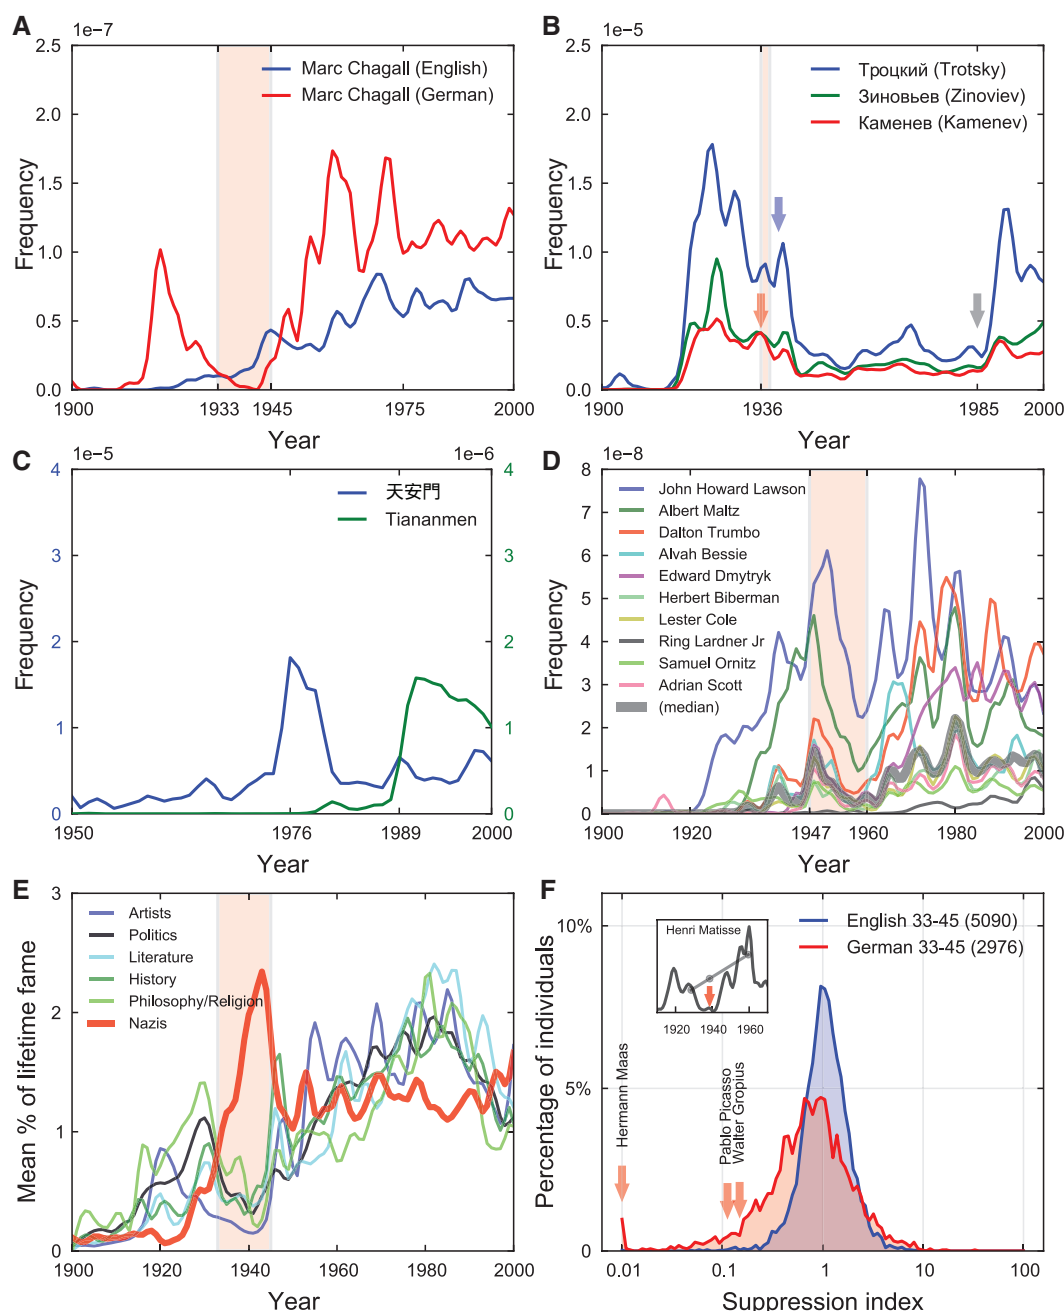 A
1e−7
2.5
2.0
1.5
1.0
0.5
0.0
Frequency
Marc Chagall (English)
Marc Chagall (German)
1900
1933
1945
1975
2000
Year
B
1e−5
2.5
2.0
1.5
1.0
0.5
0.0
Frequency
Троцкий (Trotsky)
Зиновьев (Zinoviev)
Каменев (Kamenev)
1900
1936
1985
2000
Year
C
1e−5
1e−6
4
3
2
1
0
Frequency
天安門
Tiananmen
4
3
2
1
0
1950
1976
1989
2000
Year
D
1e−8
8
7
6
5
4
3
2
1
0
Frequency
John Howard Lawson
Albert Maltz
Dalton Trumbo
Alvah Bessie
Edward Dmytryk
Herbert Biberman
Lester Cole
Ring Lardner Jr
Samuel Ornitz
Adrian Scott
(median)
1900
1920
1947
1960
1980
2000
Year
E
3
2
1
0
Mean % of lifetime fame
Artists
Politics
Literature
History
Philosophy/Religion
Nazis
1900
1920
1940
1960
1980
2000
Year
F
10%
5%
0
Percentage of individuals
Henri Matisse
1920
1940
1960
English 33-45 (5090)
German 33-45 (2976)
Hermann Maas
Pablo Picasso
Walter Gropius
0.01
0.1
1
10
100
Suppression index